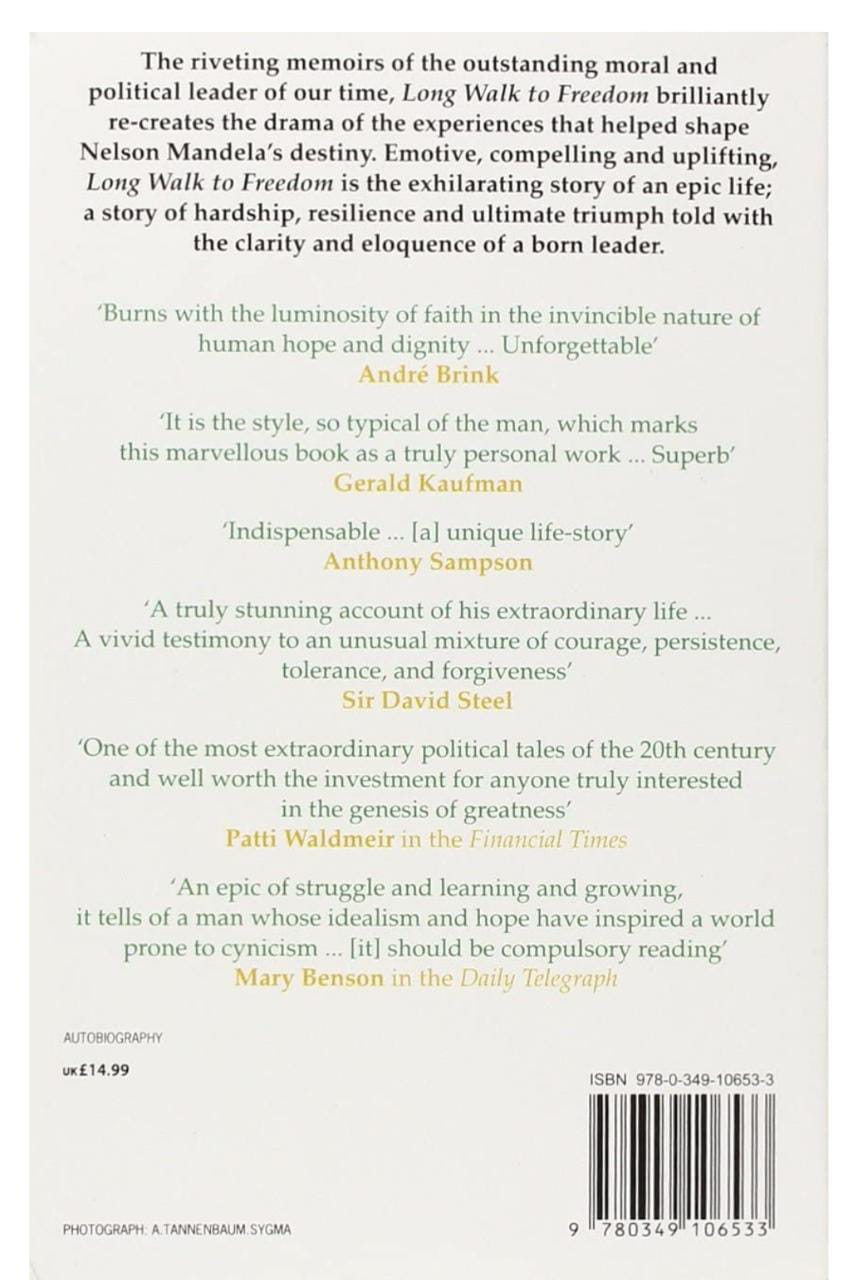 The riveting memoirs of the outstanding moral and
political leader of our time, Long Walk to Freedom brilliantly
re-creates the drama of the experiences that helped shape
Nelson Mandela's destiny. Emotive, compelling and uplifting,
Long Walk to Freedom is the exhilarating story of an epic life;
a story of hardship, resilience and ultimate triumph told with
the clarity and eloquence of a born leader.
'Burns with the luminosity of faith in the invincible nature of
human hope and dignity ... Unforgettable'
André Brink
'It is the style, so typical of the man, which marks
this marvellous book as a truly personal work ... Superb'
Gerald Kaufman
'Indispensable ... [a] unique life-story'
Anthony Sampson
'A truly stunning account of his extraordinary life ...
A vivid testimony to an unusual mixture of courage, persistence,
tolerance, and forgiveness'
Sir David Steel
'One of the most extraordinary political tales of the 20th century
and well worth the investment for anyone truly interested
in the genesis of greatness'
Patti Waldmeir in the Financial Times
'An epic of struggle and learning and growing,
it tells of a man whose idealism and hope have inspired a world
prone to cynicism ... [it] should be compulsory reading'
Mary Benson in the Daily Telegraph
AUTOBIOGRAPHY
UK£14.99
ISBN 978-0-349-10653-3
9 780349 106533
PHOTOGRAPH: A.TANNENBAUM.SYGMA